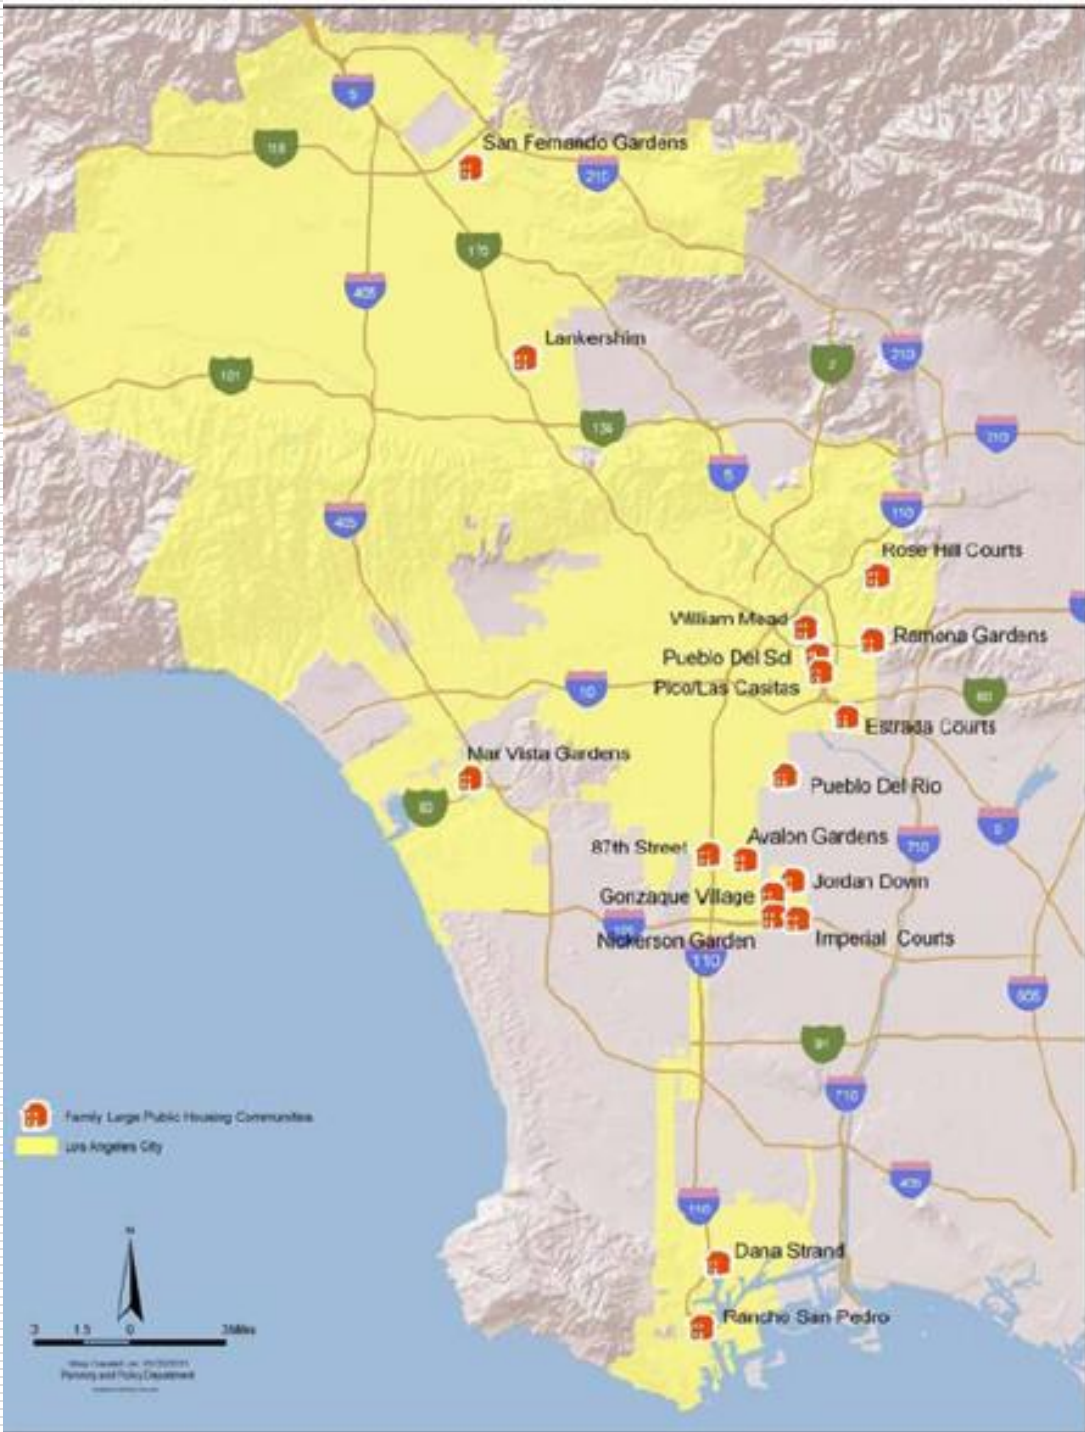 5
118
San Fernando Gardens
210
170
405
Lankershim
2
210
101
134
210
5
405
110
Rose Hill Courts
William Mead
Ramona Gardens
Pueblo Del Sol
10
Pico/Las Casitas
60
Estrada Courts
Mar Vista Gardens
90
Pueblo Del Rio
5
87th Street
Avalon Gardens
710
Jordan Down
Gonzaque Village
105
Nickerson Garden
Imperial Courts
110
605
91
710
Family Large Public Housing Communities
Los Angeles City
405
110
N
Dana Strand
Rancho San Pedro
3 1.5 0 3 Miles
Planning and Policy Department